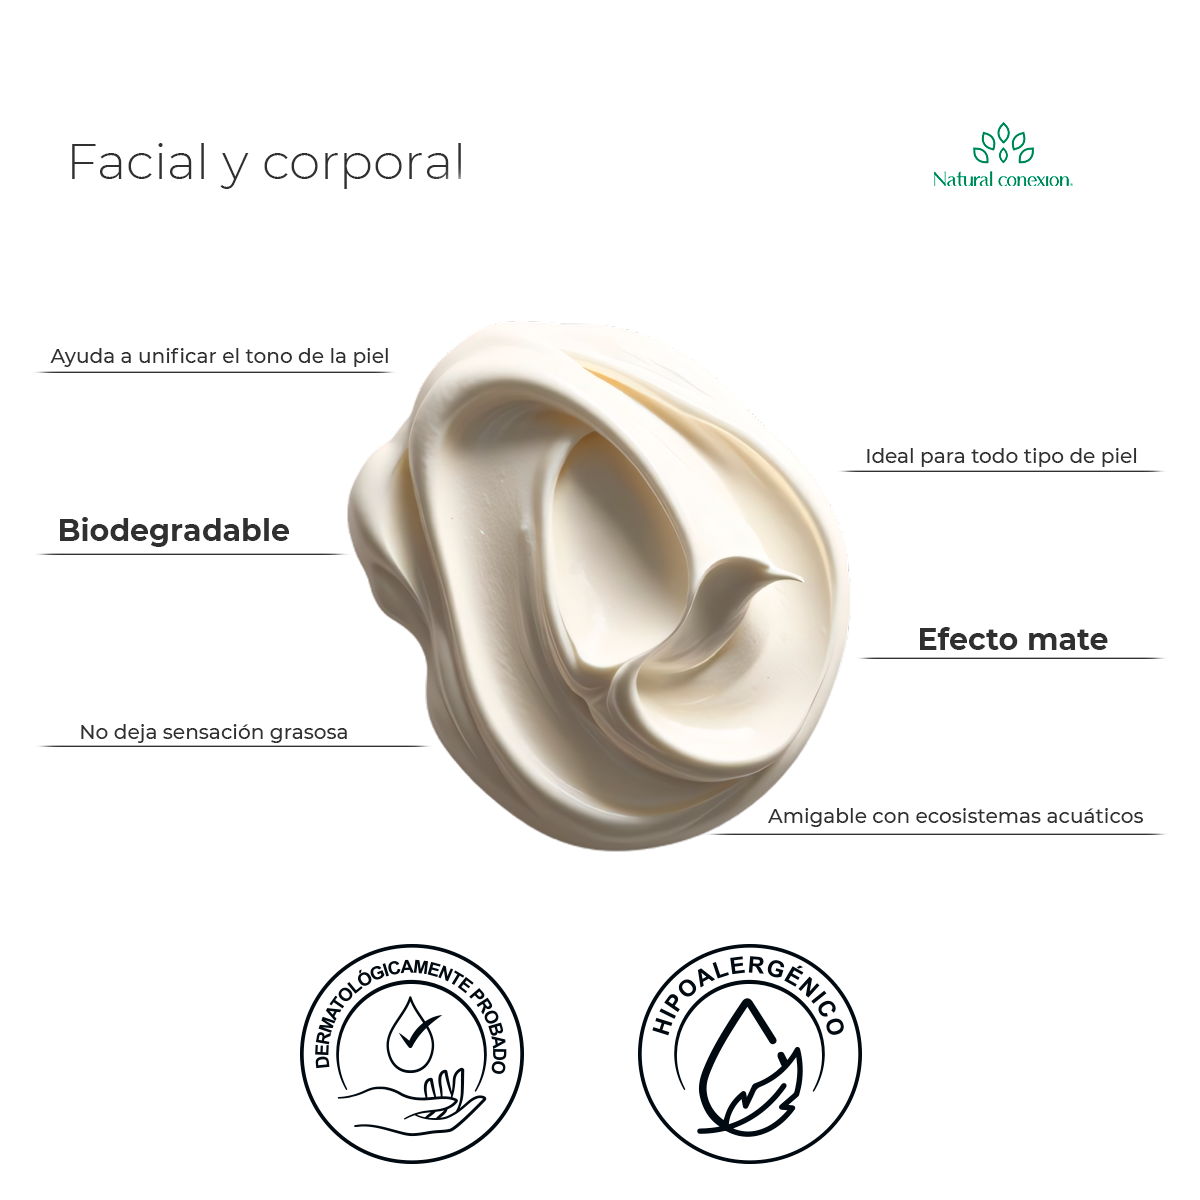 Facial y corporal
Natural conexion
Ayuda a unificar el tono de la piel
Ideal para todo tipo de piel
Biodegradable
Efecto mate
No deja sensación grasosa
Amigable con ecosistemas acuáticos
DERMATOLÓGICAMENTE PROBADO
HIPOALERGÉNICO